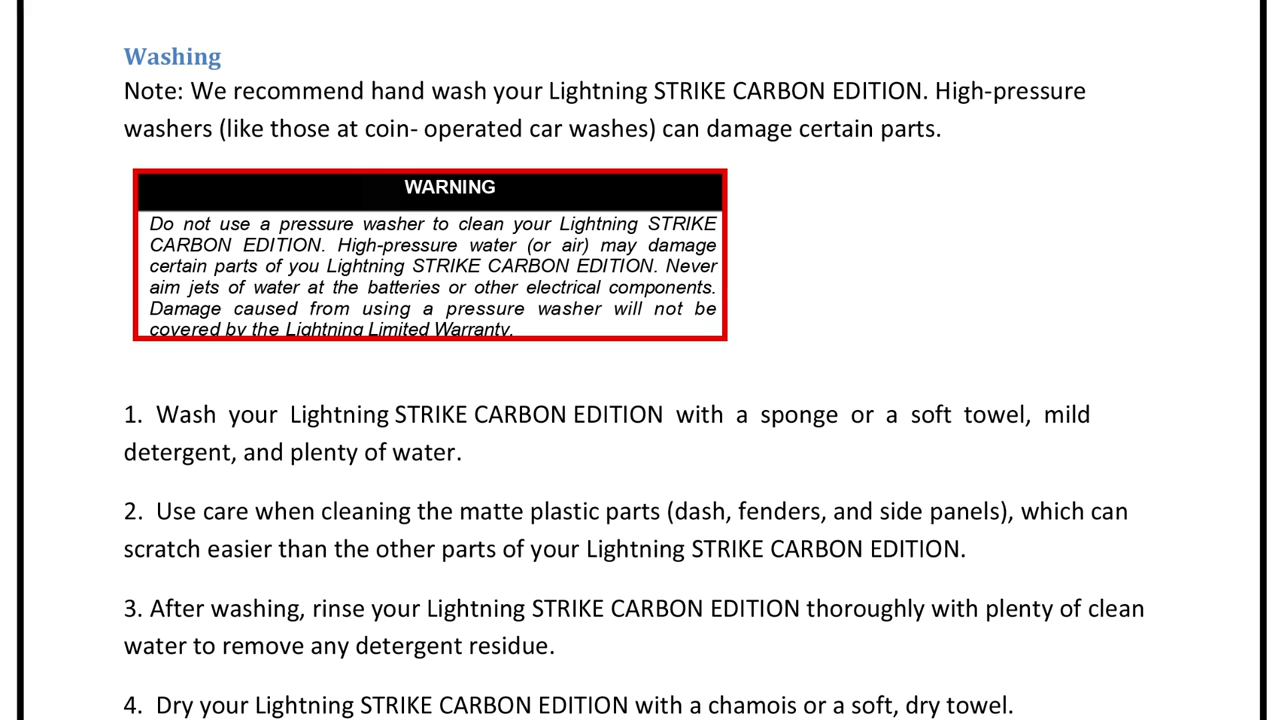 Washing
Note: We recommend hand wash your Lightning STRIKE CARBON EDITION. High-pressure
washers (like those at coin- operated car washes) can damage certain parts.
WARNING
Do not use a pressure washer to clean your Lightning STRIKE
CARBON EDITION. High-pressure water (or air) may damage
certain parts of you Lightning STRIKE CARBON EDITION. Never
aim jets of water at the batteries or other electrical components.
Damage caused from using a pressure washer will not be
covered by the Lightning Limited Warranty.
1. Wash your Lightning STRIKE CARBON EDITION with a sponge or a soft towel, mild
detergent, and plenty of water.
2. Use care when cleaning the matte plastic parts (dash, fenders, and side panels), which can
scratch easier than the other parts of your Lightning STRIKE CARBON EDITION.
3. After washing, rinse your Lightning STRIKE CARBON EDITION thoroughly with plenty of clean
water to remove any detergent residue.
4. Dry your Lightning STRIKE CARBON EDITION with a chamois or a soft, dry towel.